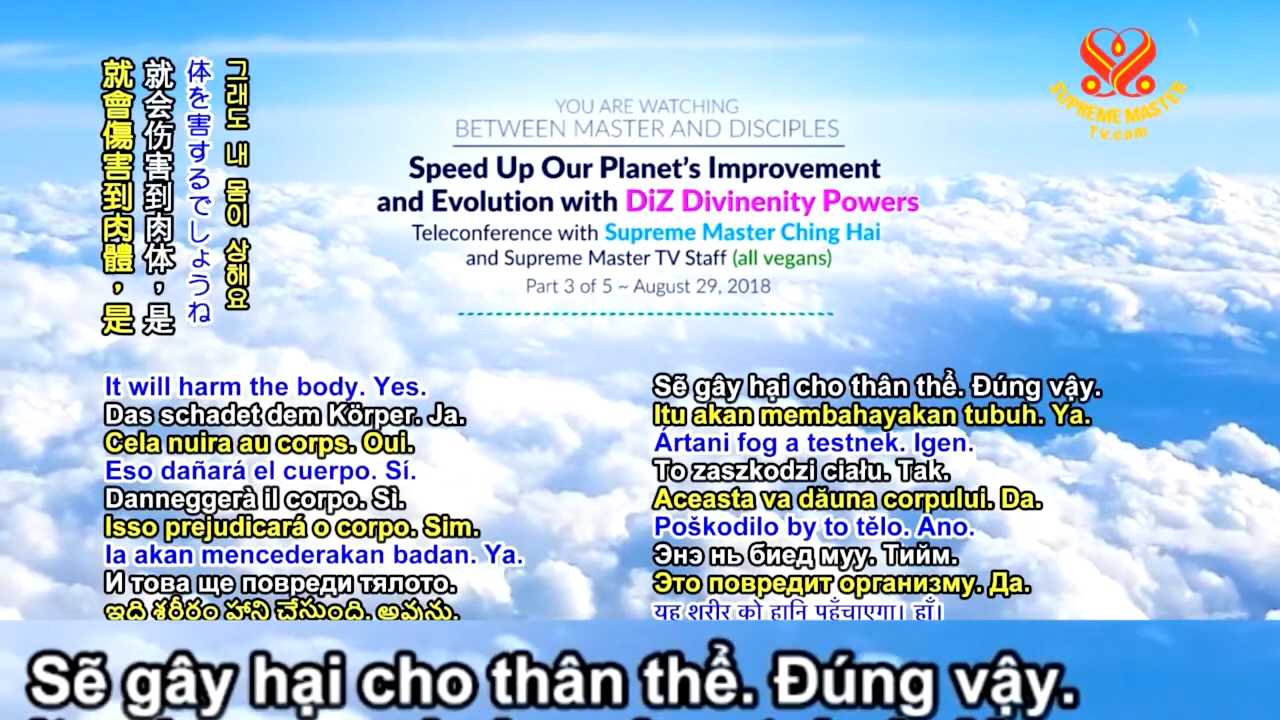 就會傷害到肉體，是
就会伤害到肉体，是
体を害するでしょうね
그래도 내 몸이 상해요
SUPREME MASTER
TV.com
YOU ARE WATCHING
BETWEEN MASTER AND DISCIPLES
Speed Up Our Planet's Improvement
and Evolution with DiZ Divinenity Powers
Teleconference with Supreme Master Ching Hai
and Supreme Master TV Staff (all vegans)
Part 3 of 5 ~ August 29, 2018
It will harm the body. Yes.
Das schadet dem Körper. Ja.
Cela nuira au corps. Oui.
Eso dañará el cuerpo. Sí.
Danneggerà il corpo. Sì.
Isso prejudicará o corpo. Sim.
Ia akan mencederakan badan. Ya.
И това ще повреди тялото.
ఇది శరీరం హాని చేస్తుంది. అవును.
Sẽ gây hại cho thân thể. Đúng vậy.
Itu akan membahayakan tubuh. Ya.
Ártani fog a testnek. Igen.
To zaszkodzi ciału. Tak.
Aceasta va dăuna corpului. Da.
Poškodilo by to tělo. Ano.
Энэ нь биед муу. Тийм.
Это повредит организму. Да.
यह शरीर को हानि पहुँचाएगा। हाँ।
Sẽ gây hại cho thân thể. Đúng vậy.